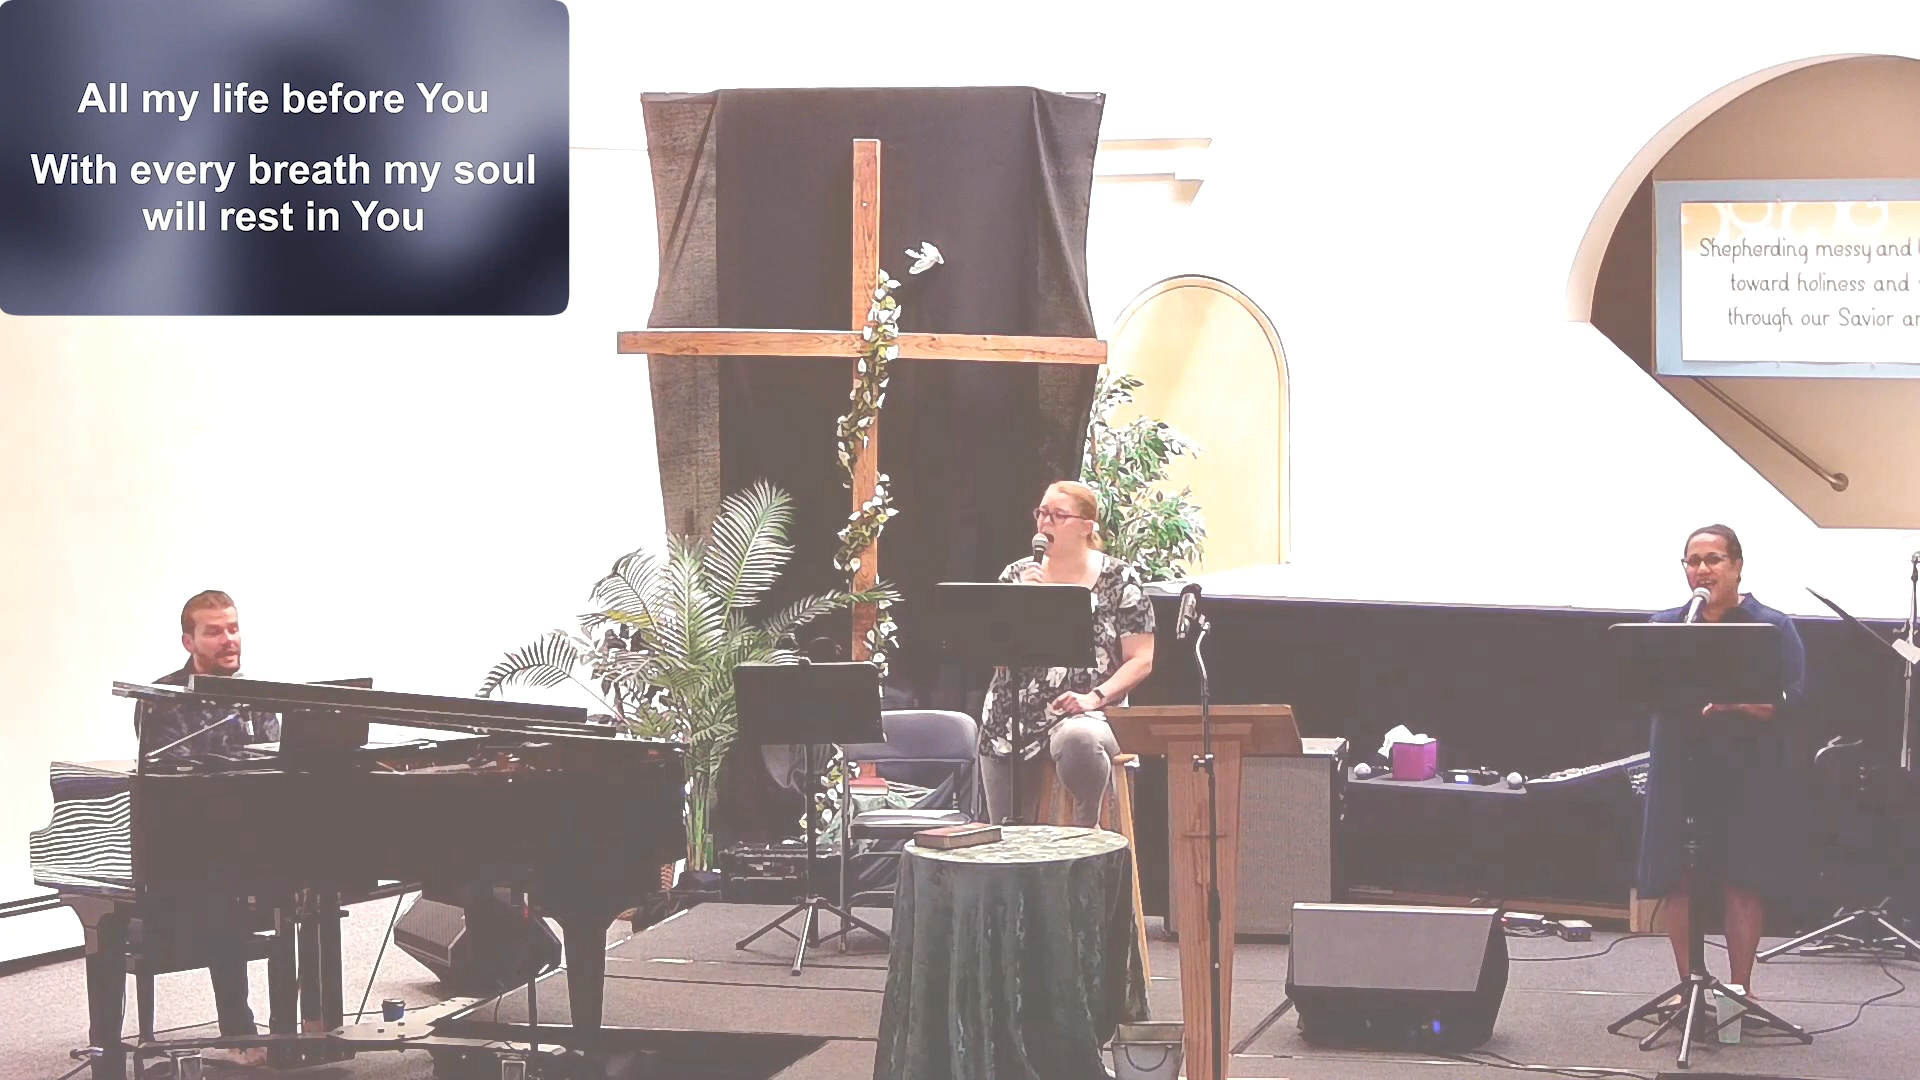 All my life before You
With every breath my soul
will rest in You
Shepherding messy and
toward holiness and
through our Savior